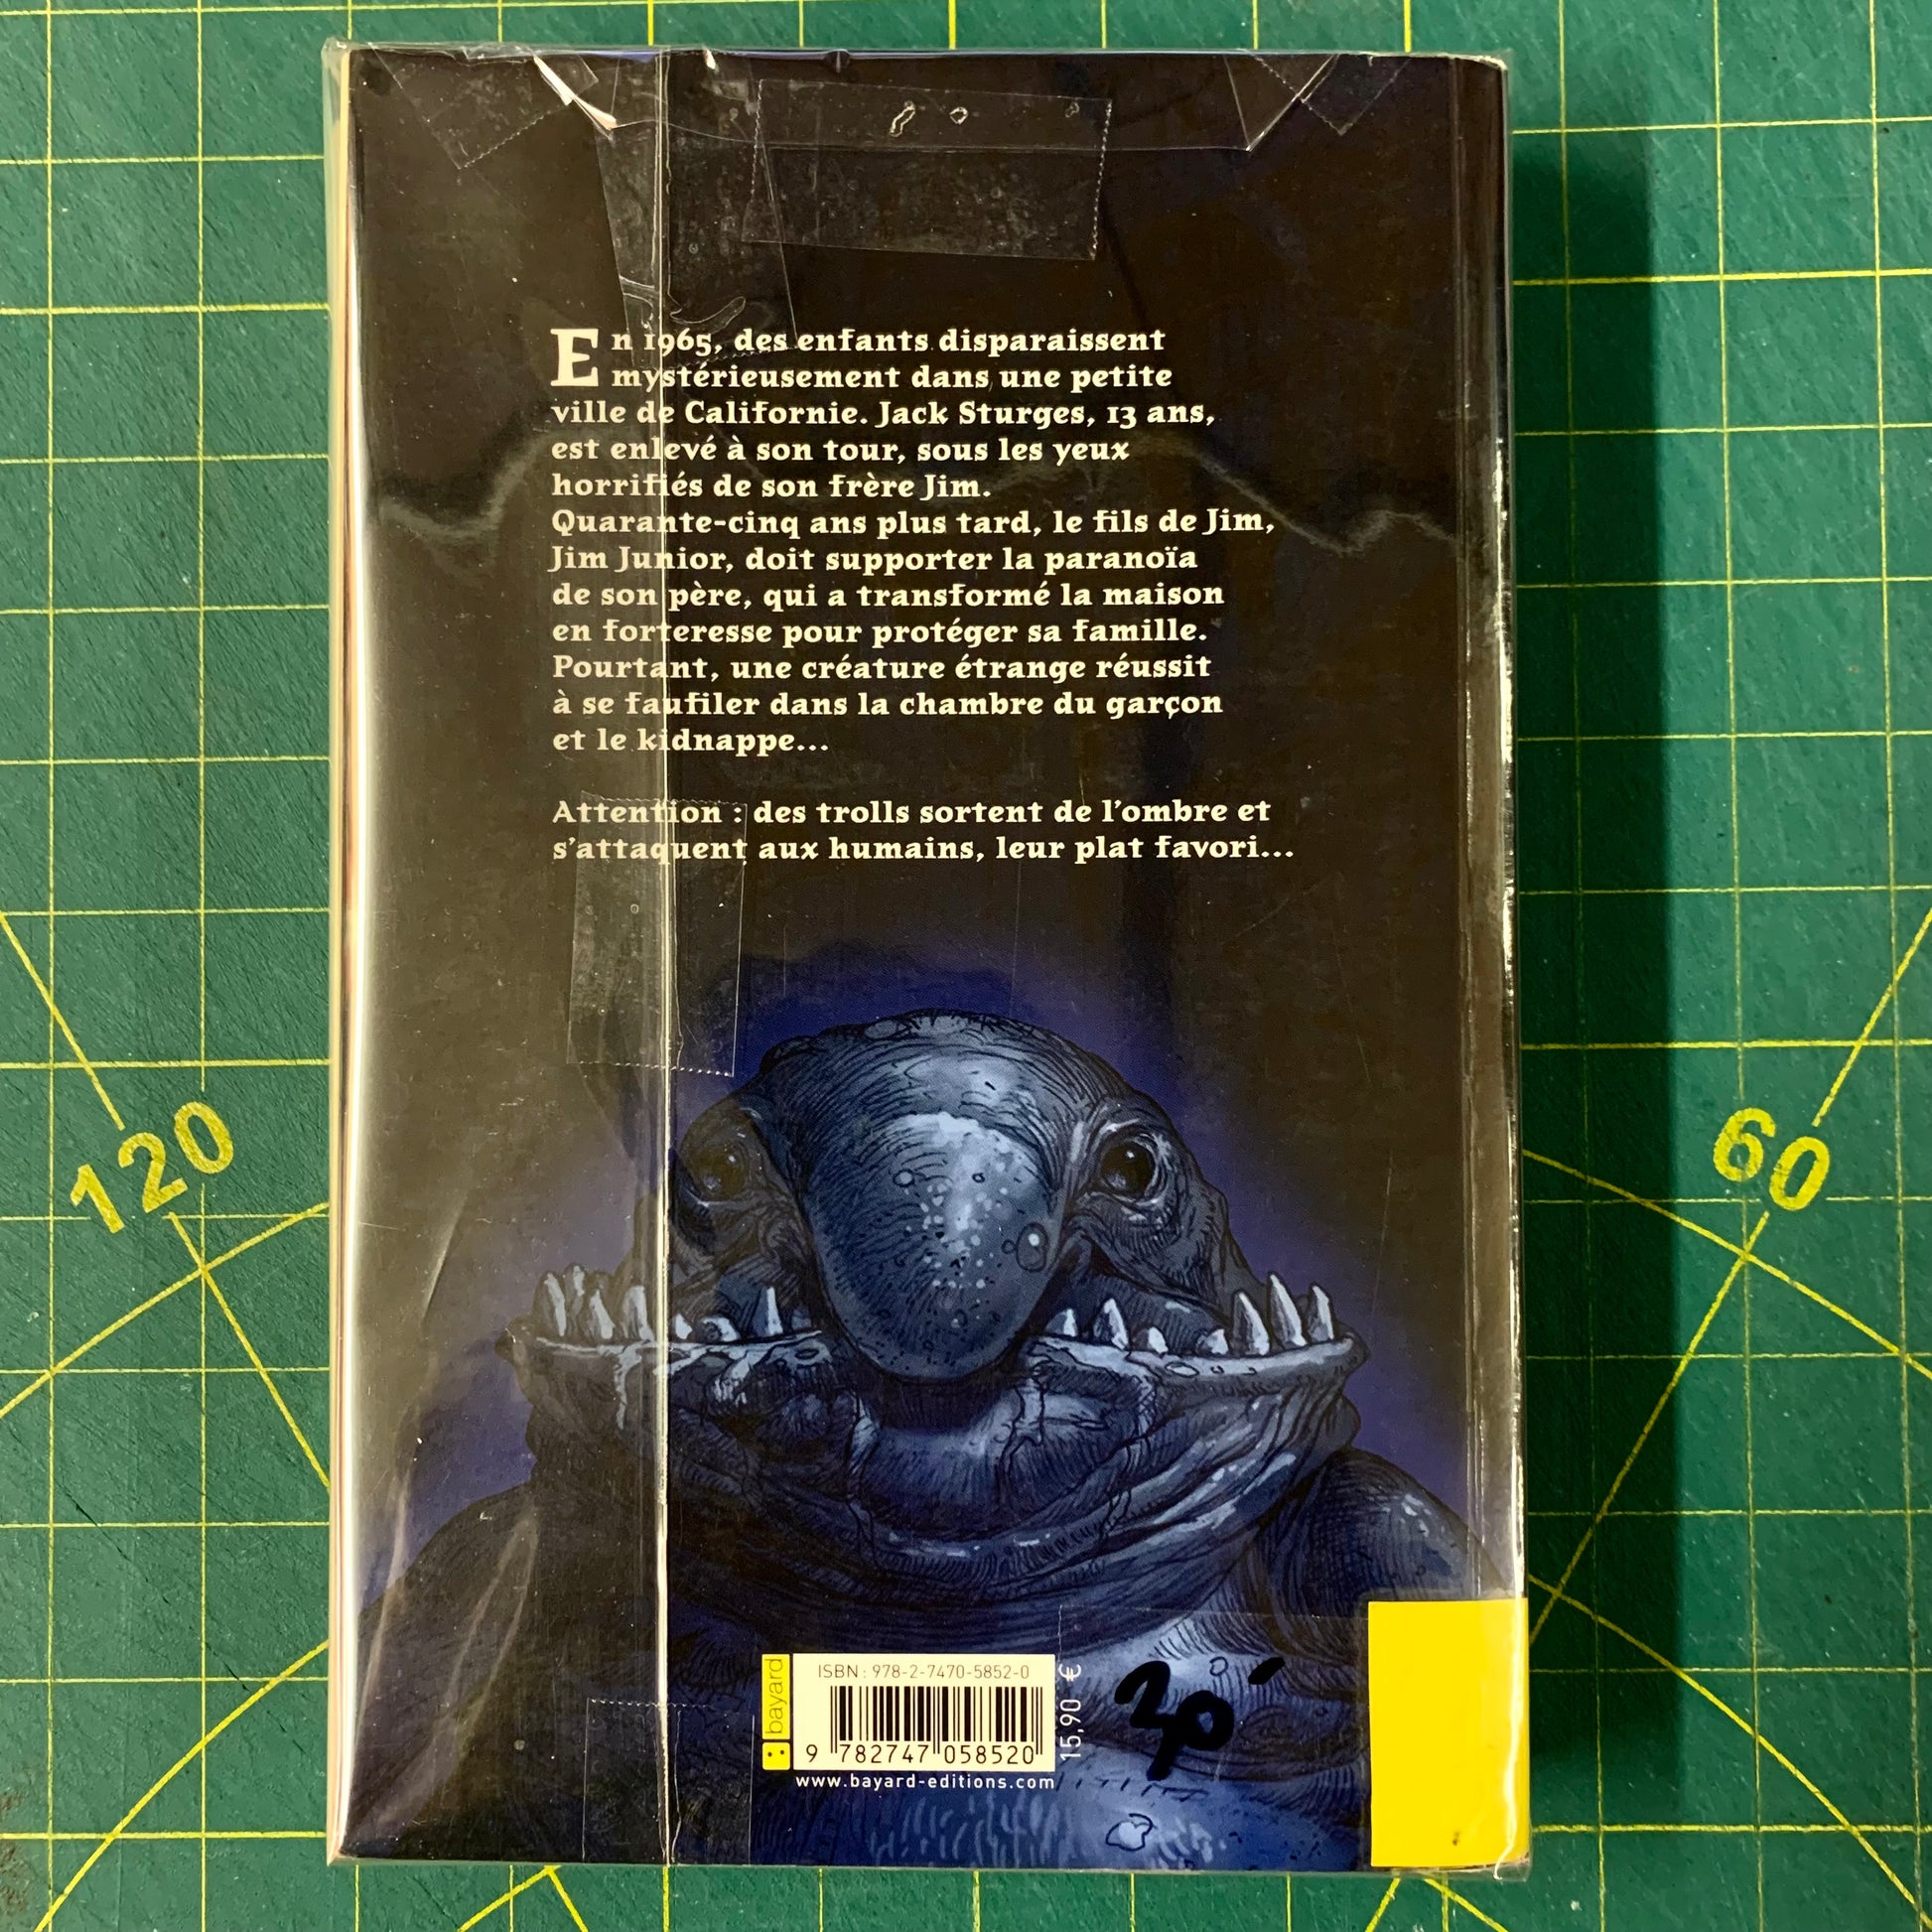 En 1965, des enfants disparaissent
mystérieusement dans une petite
ville de Californie. Jack Sturges, 13 ans,
est enlevé à son tour, sous les yeux
horrifiés de son frère Jim.
Quarante-cinq ans plus tard, le fils de Jim,
Jim Junior, doit supporter la paranoïa
de son père, qui a transformé la maison
en forteresse pour protéger sa famille.
Pourtant, une créature étrange réussit
à se faufiler dans la chambre du garçon
et le kidnappe...
Attention : des trolls sortent de l'ombre et
s'attaquent aux humains, leur plat favori...
120
60
bayard
ISBN : 978-2-7470-5852-0
9 782747 058520
15,90 €
www.bayard-editions.com